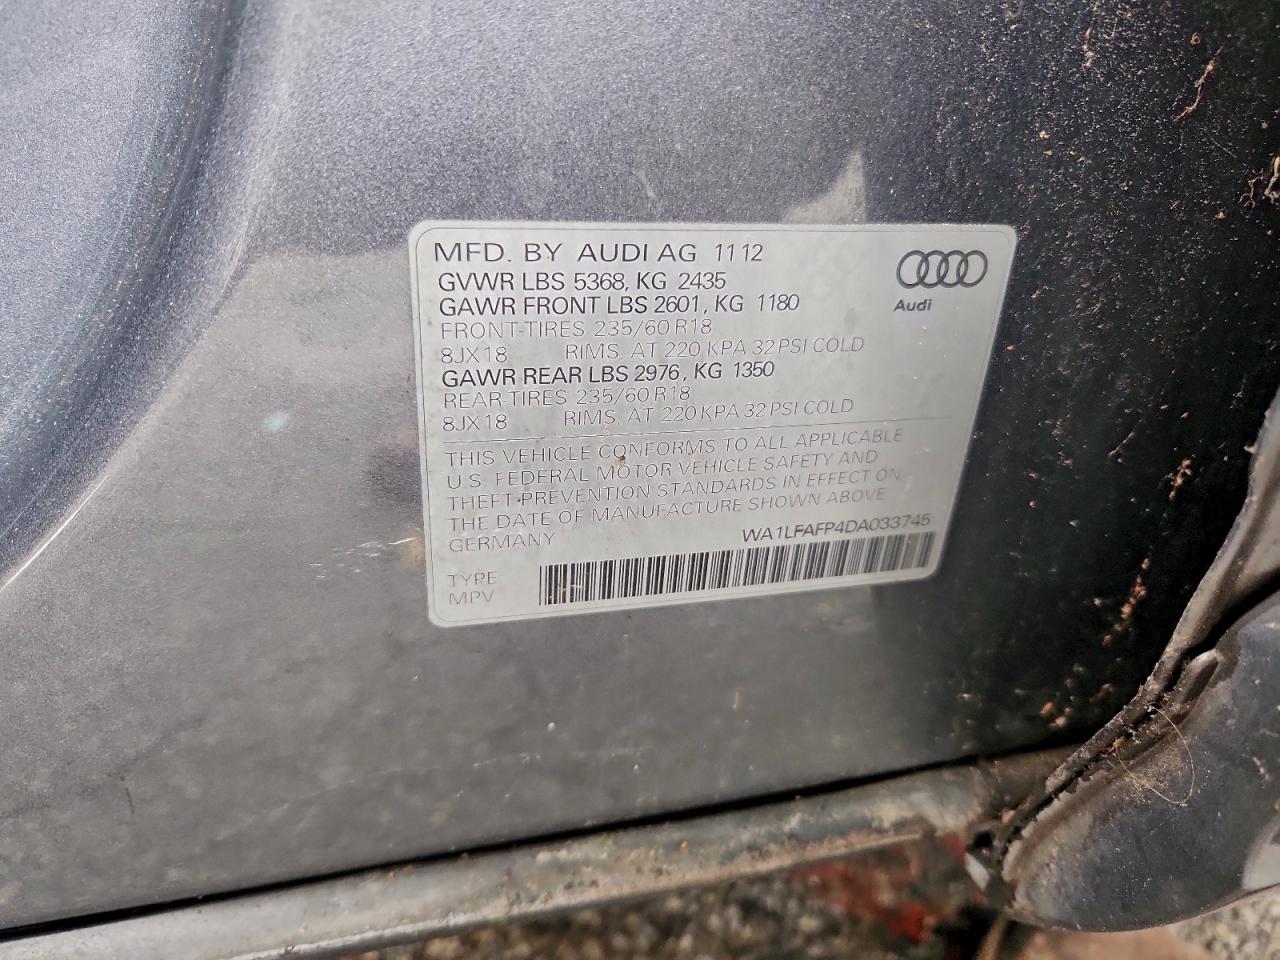 MFD. BY AUDI AG 11 12
GVWR LBS 5368, KG 2435
GAWR FRONT LBS 2601, KG 1180
FRONT-TIRES 235/60 R18
8JX18 RIMS, AT 220 KPA 32 PSI COLD
GAWR REAR LBS 2976, KG 1350
REAR-TIRES 235/60 R18
8JX18 RIMS, AT 220 KPA 32 PSI COLD
Audi
THIS VEHICLE CONFORMS TO ALL APPLICABLE
U.S. FEDERAL MOTOR VEHICLE SAFETY AND
THEFT-PREVENTION STANDARDS IN EFFECT ON
THE DATE OF MANUFACTURE SHOWN ABOVE
GERMANY WA1LFAFP4DA033745
TYPE
MPV